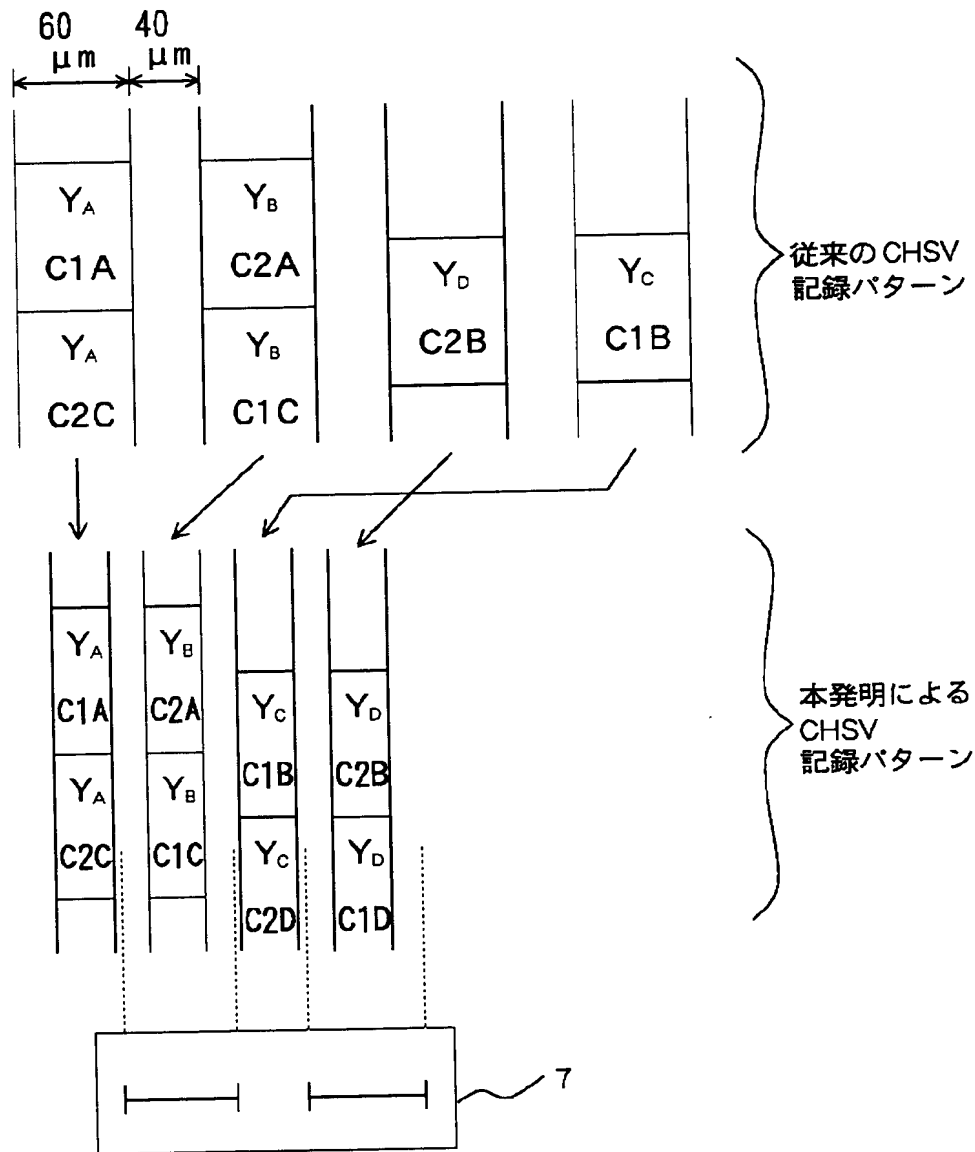 60 μm
40 μm
YA
C1A
YA
C2C
YB
C2A
YB
C1C
YD
C2B
YC
C1B
従来のCHSV
記録パターン
YA
C1A
YA
C2C
YB
C2A
YB
C1C
YC
C1B
YC
C2D
YD
C2B
YD
C1D
本発明による
CHSV
記録パターン
7